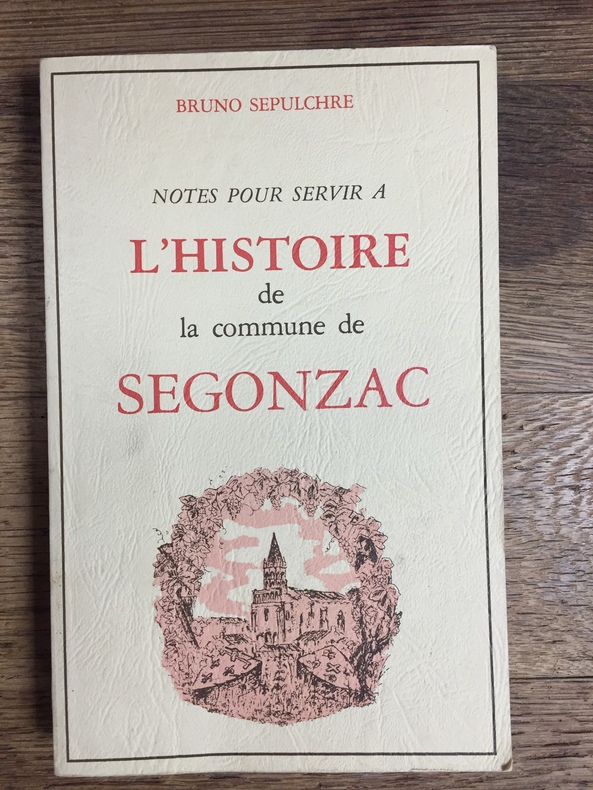 BRUNO SEPULCHRE
NOTES POUR SERVIR A
L'HISTOIRE
de
la commune de
SEGONZAC